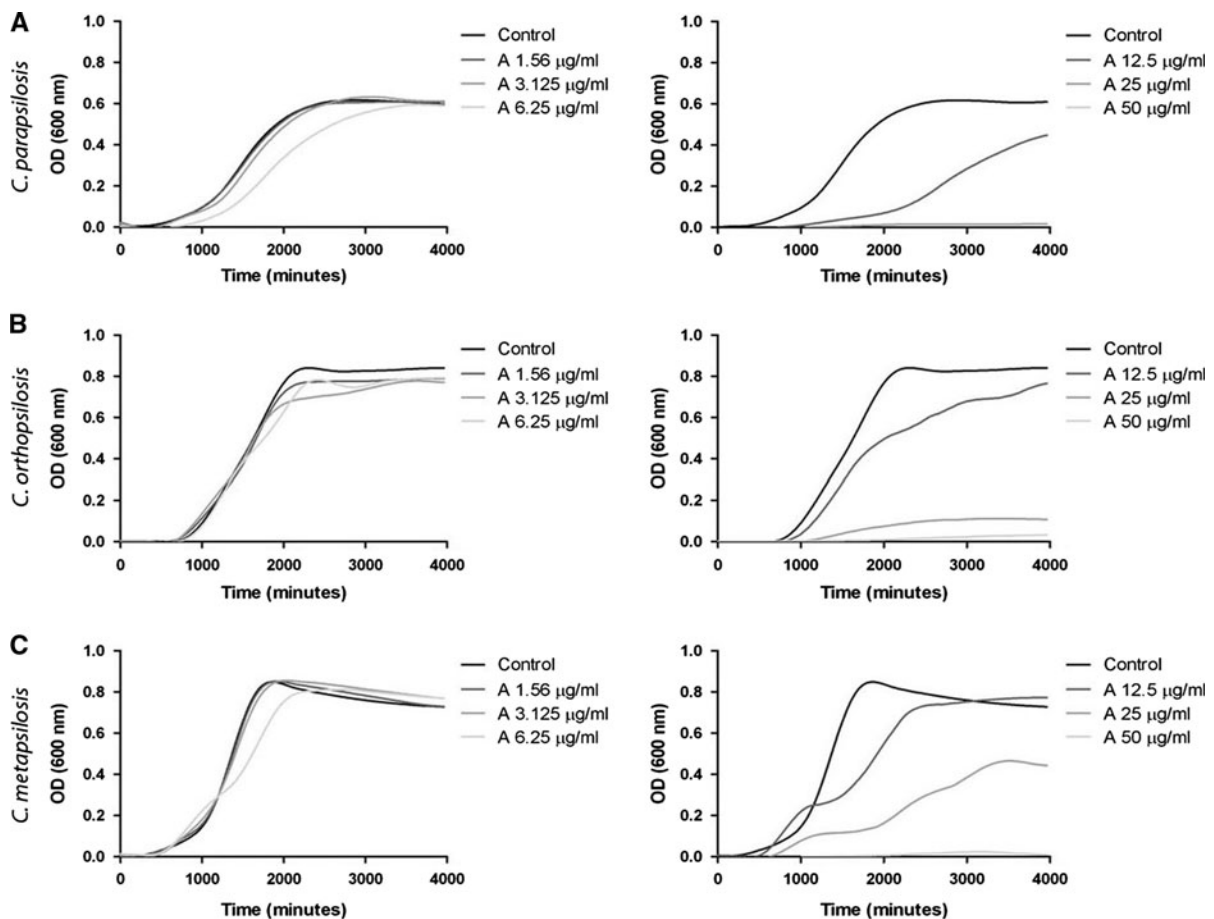 A
C. parapsilosis
OD (600 nm)
1.0
0.8
0.6
0.4
0.2
0.0
0 1000 2000 3000 4000
Time (minutes)
Control
A 1.56 μg/ml
A 3.125 μg/ml
A 6.25 μg/ml
OD (600 nm)
1.0
0.8
0.6
0.4
0.2
0.0
0 1000 2000 3000 4000
Time (minutes)
Control
A 12.5 μg/ml
A 25 μg/ml
A 50 μg/ml
B
C. orthopsilosis
OD (600 nm)
1.0
0.8
0.6
0.4
0.2
0.0
0 1000 2000 3000 4000
Time (minutes)
Control
A 1.56 μg/ml
A 3.125 μg/ml
A 6.25 μg/ml
OD (600 nm)
1.0
0.8
0.6
0.4
0.2
0.0
0 1000 2000 3000 4000
Time (minutes)
Control
A 12.5 μg/ml
A 25 μg/ml
A 50 μg/ml
C
C. metapsilosis
OD (600 nm)
1.0
0.8
0.6
0.4
0.2
0.0
0 1000 2000 3000 4000
Time (minutes)
Control
A 1.56 μg/ml
A 3.125 μg/ml
A 6.25 μg/ml
OD (600 nm)
1.0
0.8
0.6
0.4
0.2
0.0
0 1000 2000 3000 4000
Time (minutes)
Control
A 12.5 μg/ml
A 25 μg/ml
A 50 μg/ml